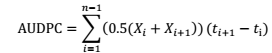 AUDPC = \sum_{i=1}^{n-1} (0.5(X_i + X_{i+1})) (t_{i+1} - t_i)